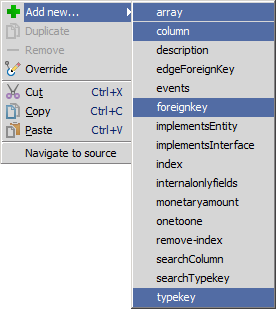 Add new...
Duplicate
Remove
Override
Cut Ctrl+X
Copy Ctrl+C
Paste Ctrl+V
Navigate to source
array
column
description
edgeForeignKey
events
foreignkey
implementsEntity
implementsInterface
index
internalonlyfields
monetaryamount
onetoone
remove-index
searchColumn
searchTypekey
typekey